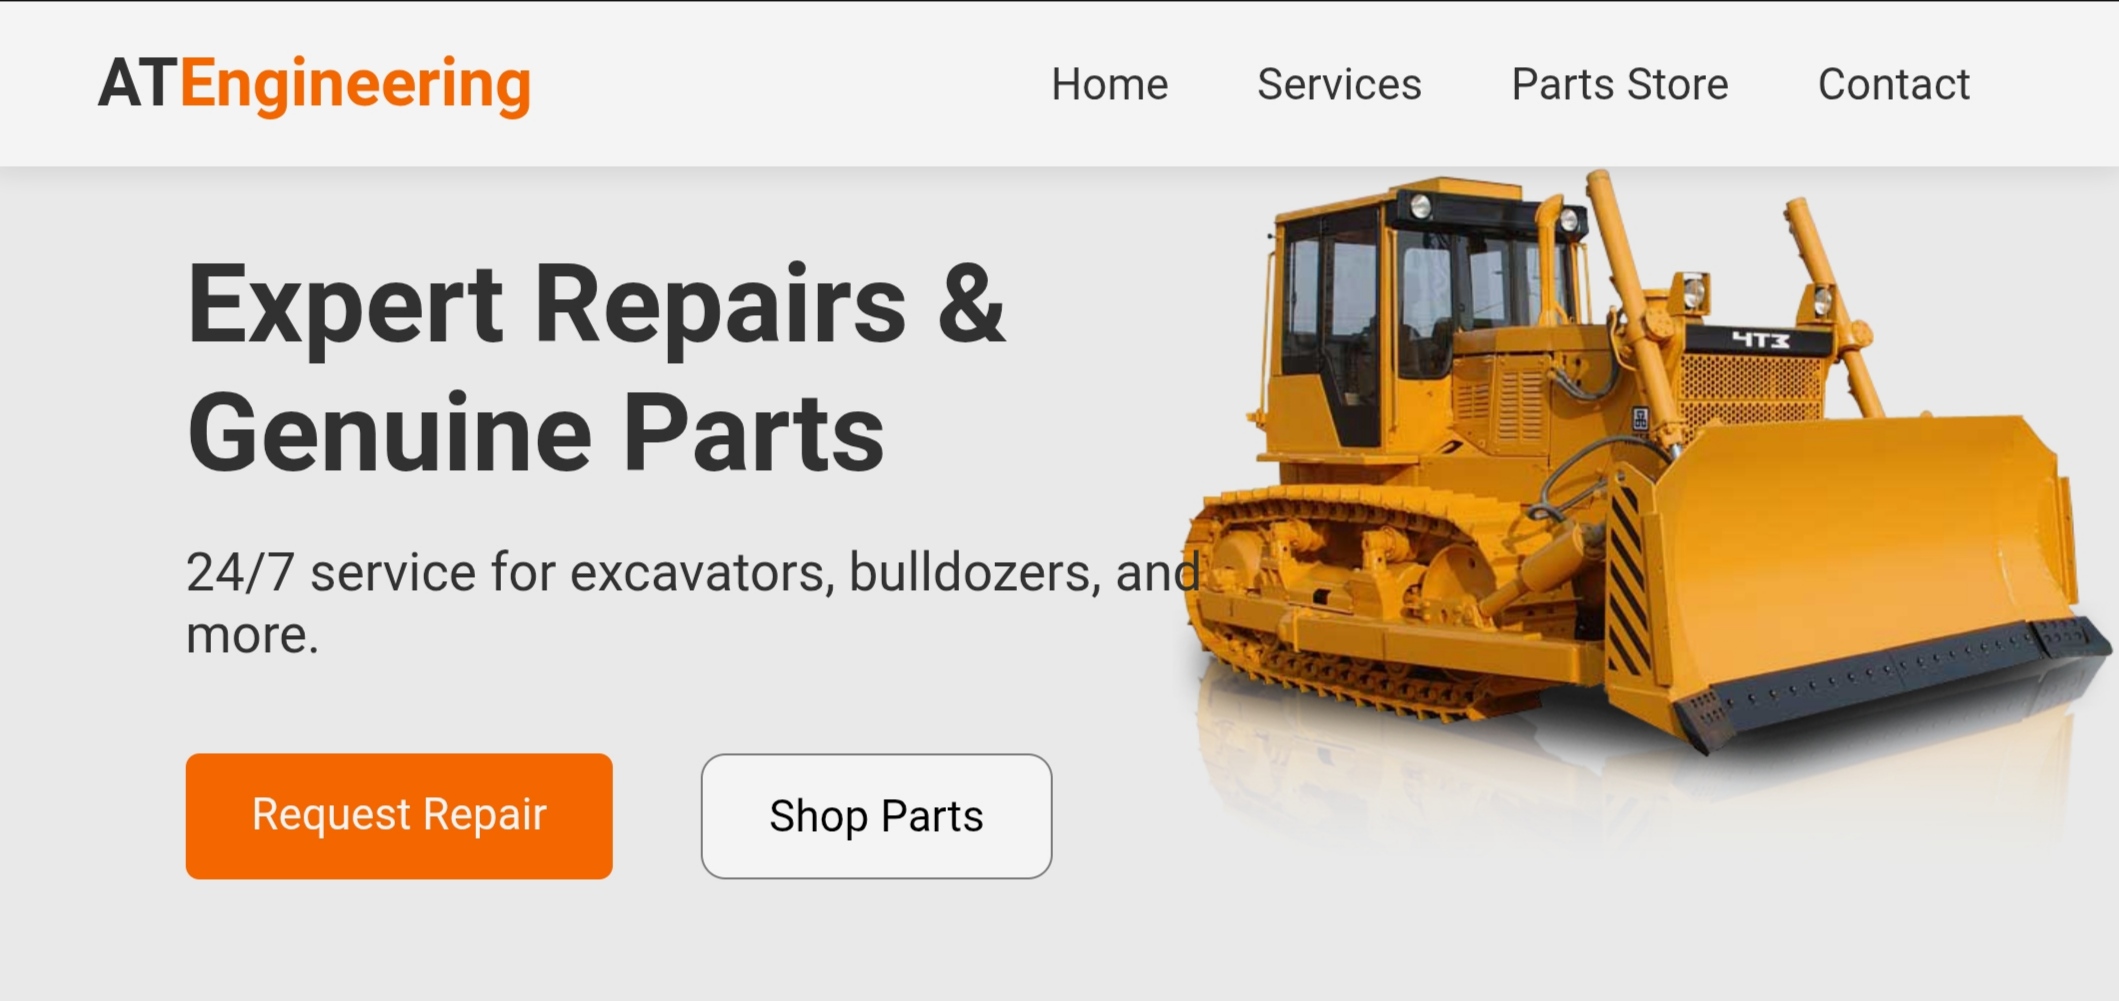 ATEngineering
Home Services Parts Store Contact
Expert Repairs &
Genuine Parts
24/7 service for excavators, bulldozers, and
more.
Request Repair Shop Parts
ЧТЗ